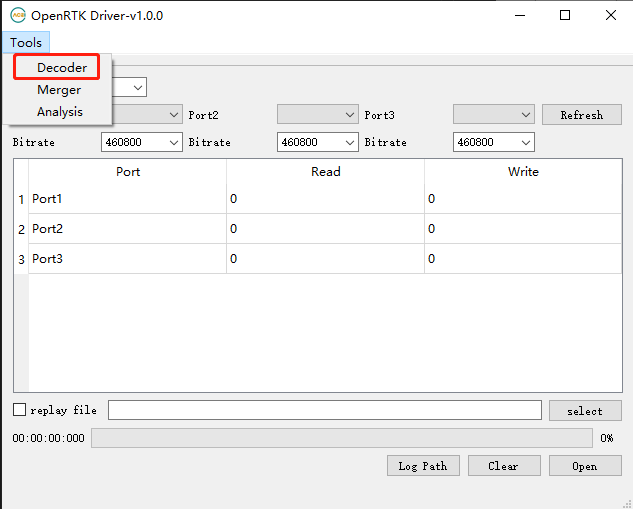 ACEI OpenRTK Driver-v1.0.0
Tools
Decoder
Merger
Analysis
Port2 Port3 Refresh
Bitrate 460800 Bitrate 460800 Bitrate 460800
Port Read Write
1 Port1 0 0
2 Port2 0 0
3 Port3 0 0
replay file select
00:00:00:000 0%
Log Path Clear Open